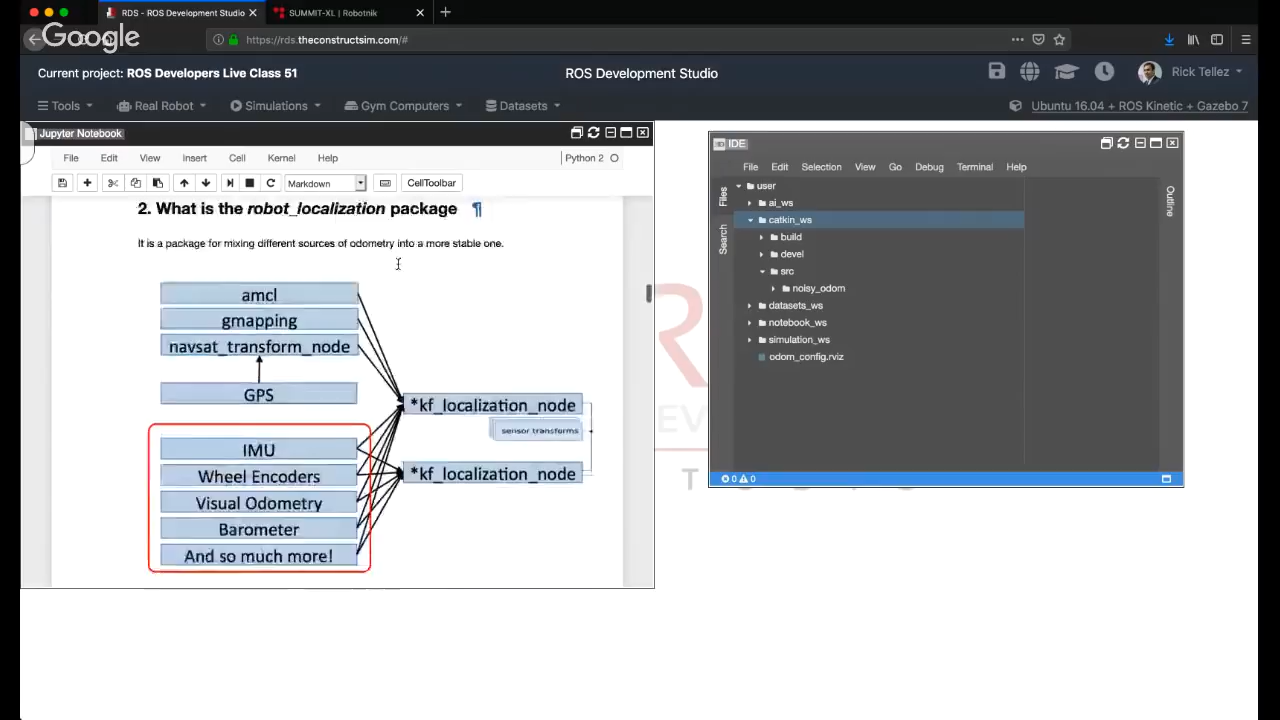 RDS - ROS Development Studio
SUMMIT-XL | Robotnik
Google
https://rds.theconstructsim.com/#
Current project: ROS Developers Live Class 51
ROS Development Studio
Rick Tellez
Tools
Real Robot
Simulations
Gym Computers
Datasets
Ubuntu 16.04 + ROS Kinetic + Gazebo 7
Jupyter Notebook
File Edit View Insert Cell Kernel Help
Python 2
Markdown
CellToolbar
2. What is the robot_localization package ¶
It is a package for mixing different sources of odometry into a more stable one.
amcl
gmapping
navsat_transform_node
GPS
IMU
Wheel Encoders
Visual Odometry
Barometer
And so much more!
*kf_localization_node
sensor transforms
*kf_localization_node
IDE
File Edit Selection View Go Debug Terminal Help
Files
Search
Outline
user
ai_ws
catkin_ws
build
devel
src
noisy_odom
datasets_ws
notebook_ws
simulation_ws
odom_config.rviz
0 0